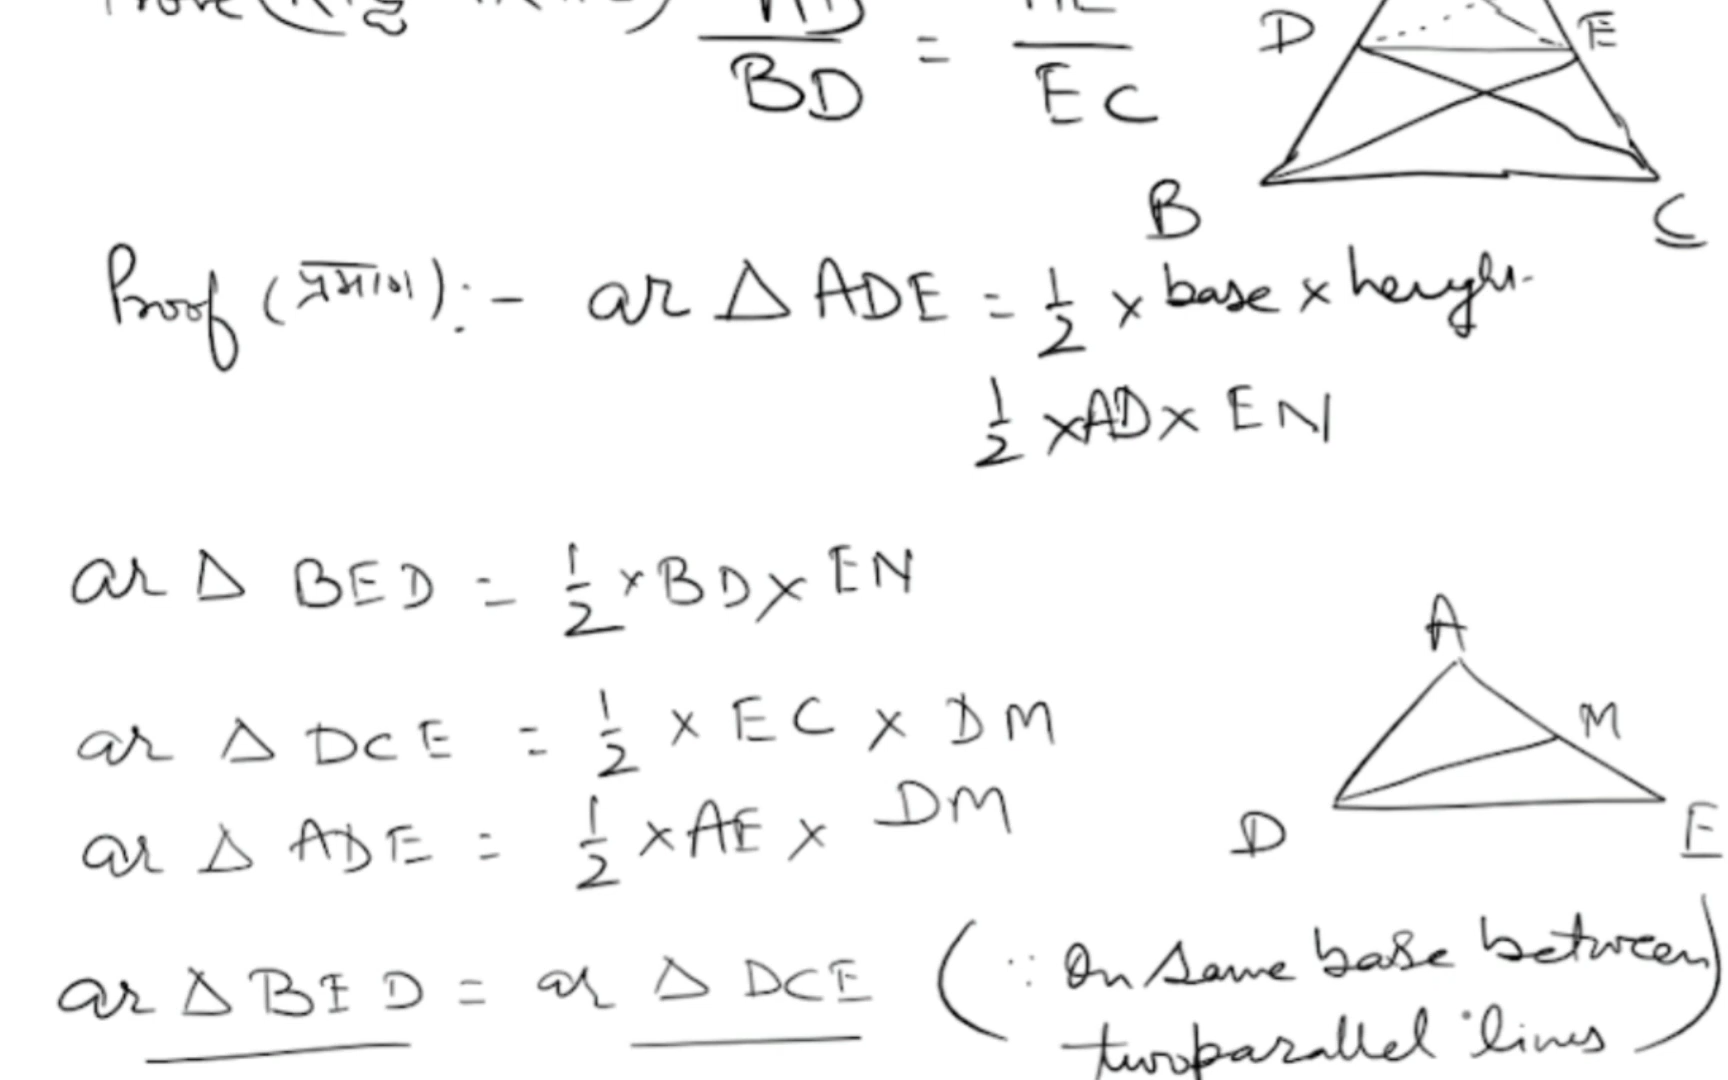 Prove
BD = EC
D E
B C
Proof (प्रमाण) :- ar △ ADE = 1/2 x base x height.
1/2 x AD x EN
ar △ BED = 1/2 x BD x EN
A
M
ar △ DCE = 1/2 x EC x DM
ar △ ADE = 1/2 x AE x DM
D E
ar △ BED = ar △ DCE (∵ On same base between
two parallel lines)